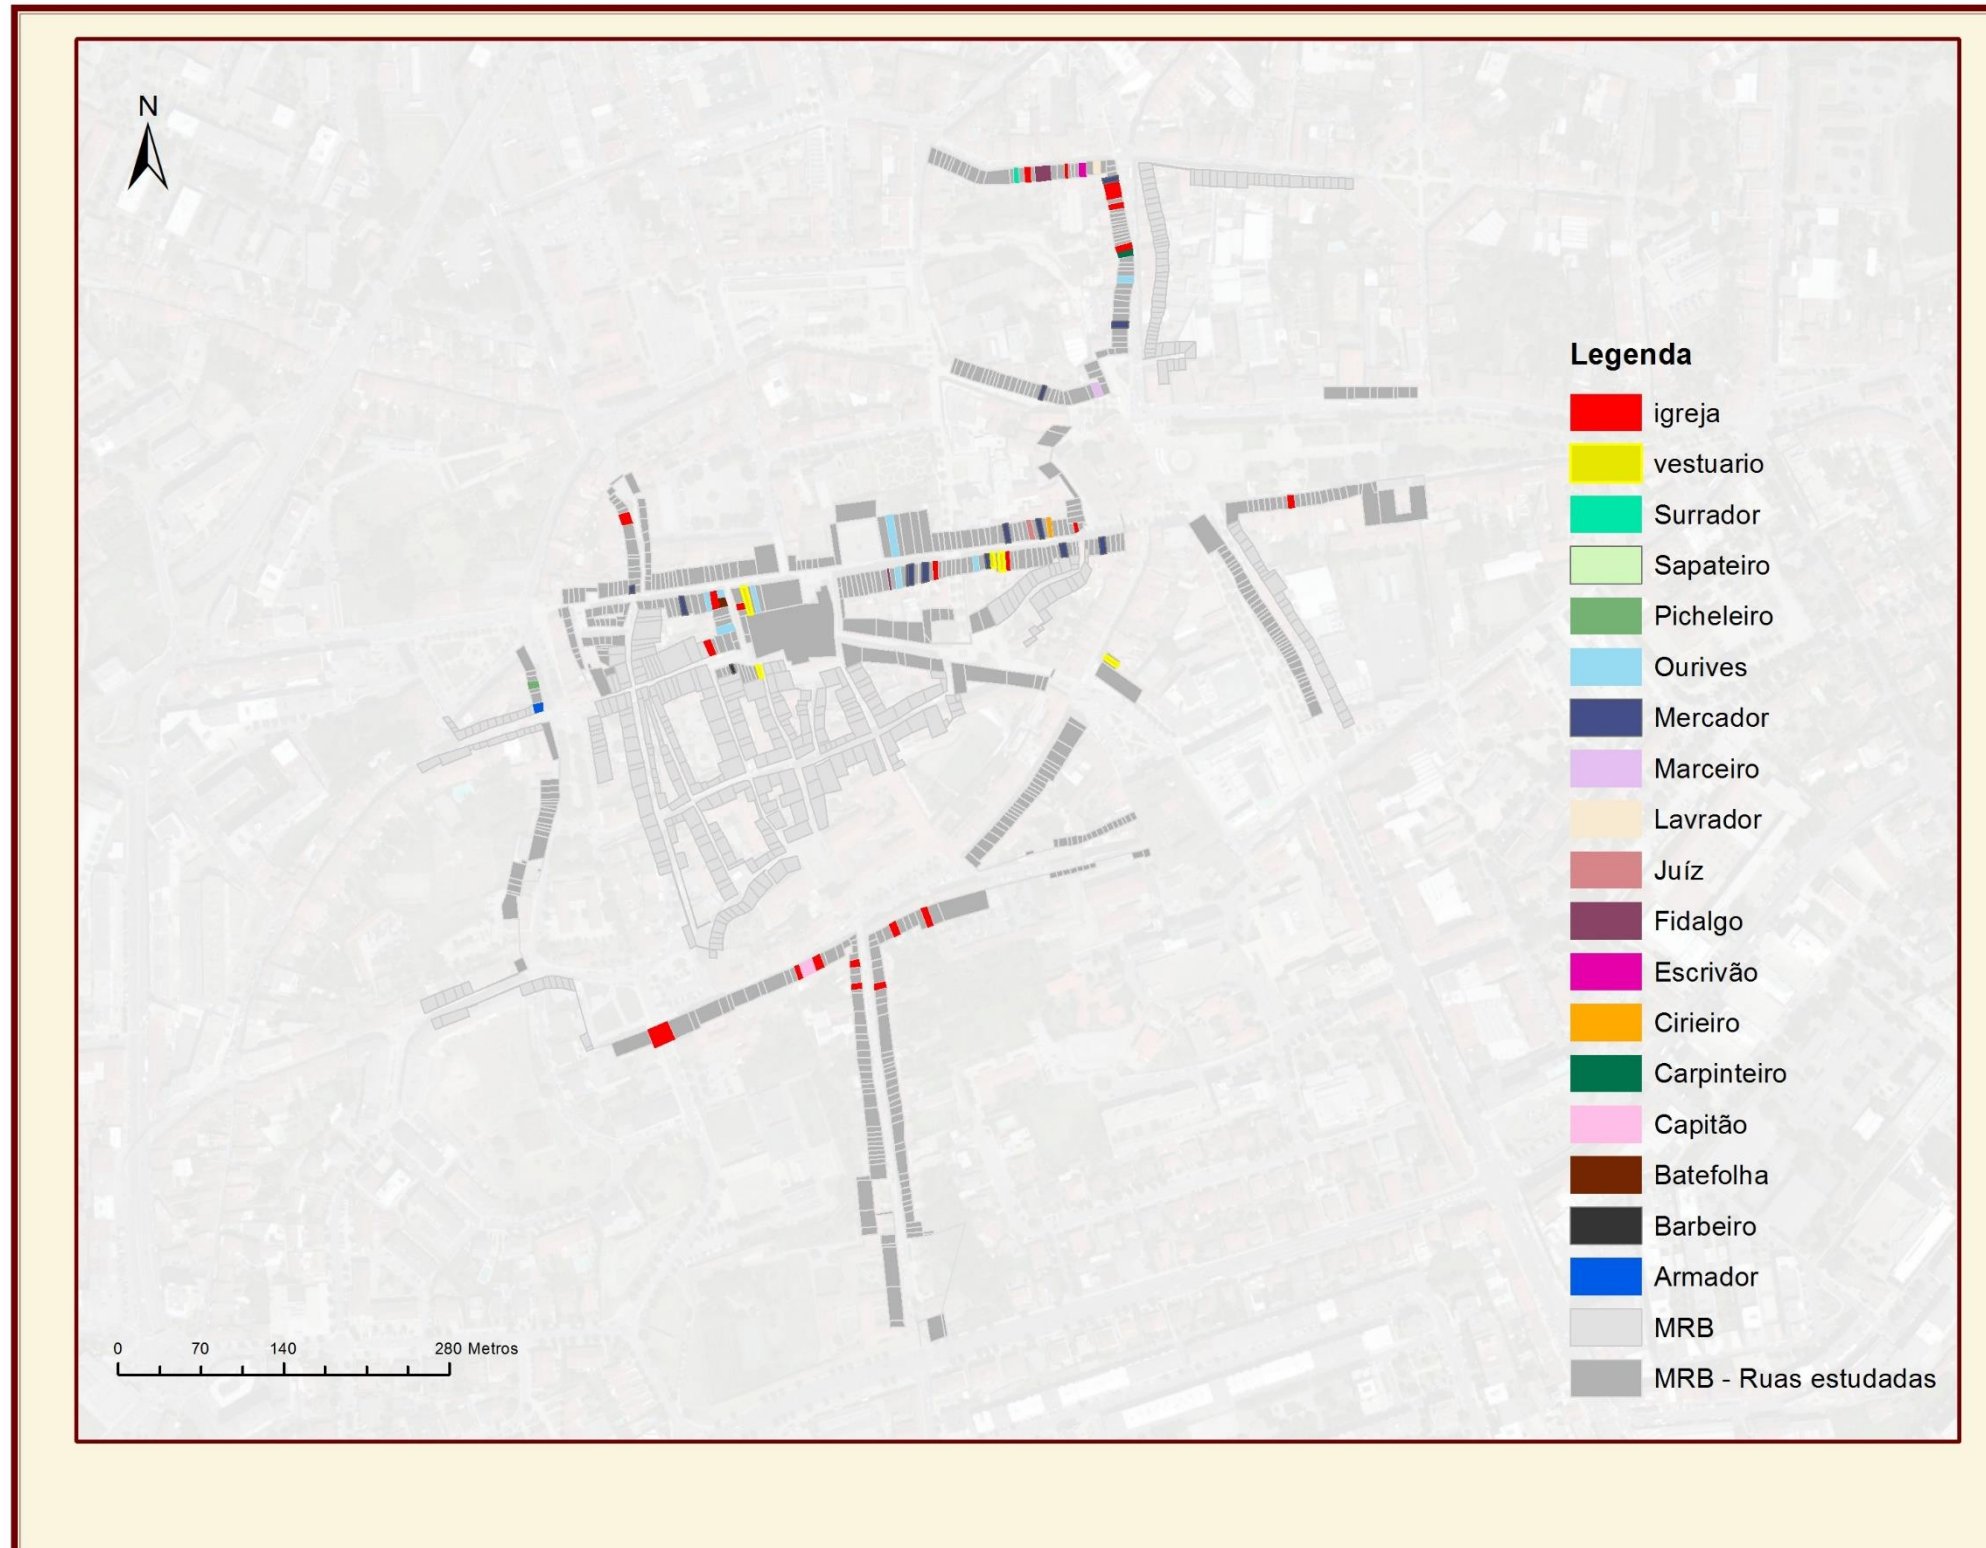 N
Legenda
igreja
vestuario
Surrador
Sapateiro
Picheleiro
Ourives
Mercador
Marceiro
Lavrador
Juíz
Fidalgo
Escrivão
Cirieiro
Carpinteiro
Capitão
Batefolha
Barbeiro
Armador
MRB
MRB - Ruas estudadas
0 70 140 280 Metros